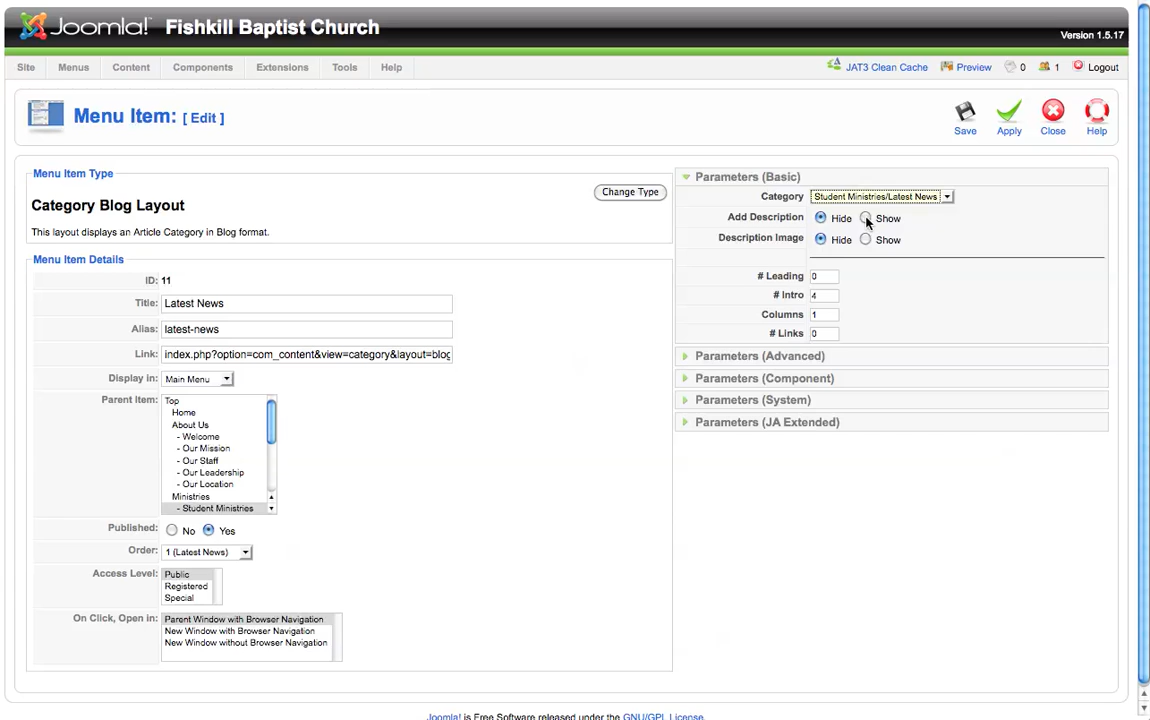 Joomla! Fishkill Baptist Church
Version 1.5.17
Site Menus Content Components Extensions Tools Help JAT3 Clean Cache Preview 0 1 Logout
Menu Item: [ Edit ]
Save Apply Close Help
Menu Item Type
Change Type
Category Blog Layout
This layout displays an Article Category in Blog format.
Menu Item Details
ID: 11
Title: Latest News
Alias: latest-news
Link: index.php?option=com_content&view=category&layout=blog
Display in: Main Menu
Parent Item: Top
Home
About Us
- Welcome
- Our Mission
- Our Staff
- Our Leadership
- Our Location
Ministries
- Student Ministries
Published: No Yes
Order: 1 (Latest News)
Access Level: Public
Registered
Special
On Click, Open in: Parent Window with Browser Navigation
New Window with Browser Navigation
New Window without Browser Navigation
Parameters (Basic)
Category Student Ministries/Latest News
Add Description Hide Show
Description Image Hide Show
# Leading 0
# Intro 4
Columns 1
# Links 0
Parameters (Advanced)
Parameters (Component)
Parameters (System)
Parameters (JA Extended)
Joomla! is Free Software released under the GNU/GPL License.